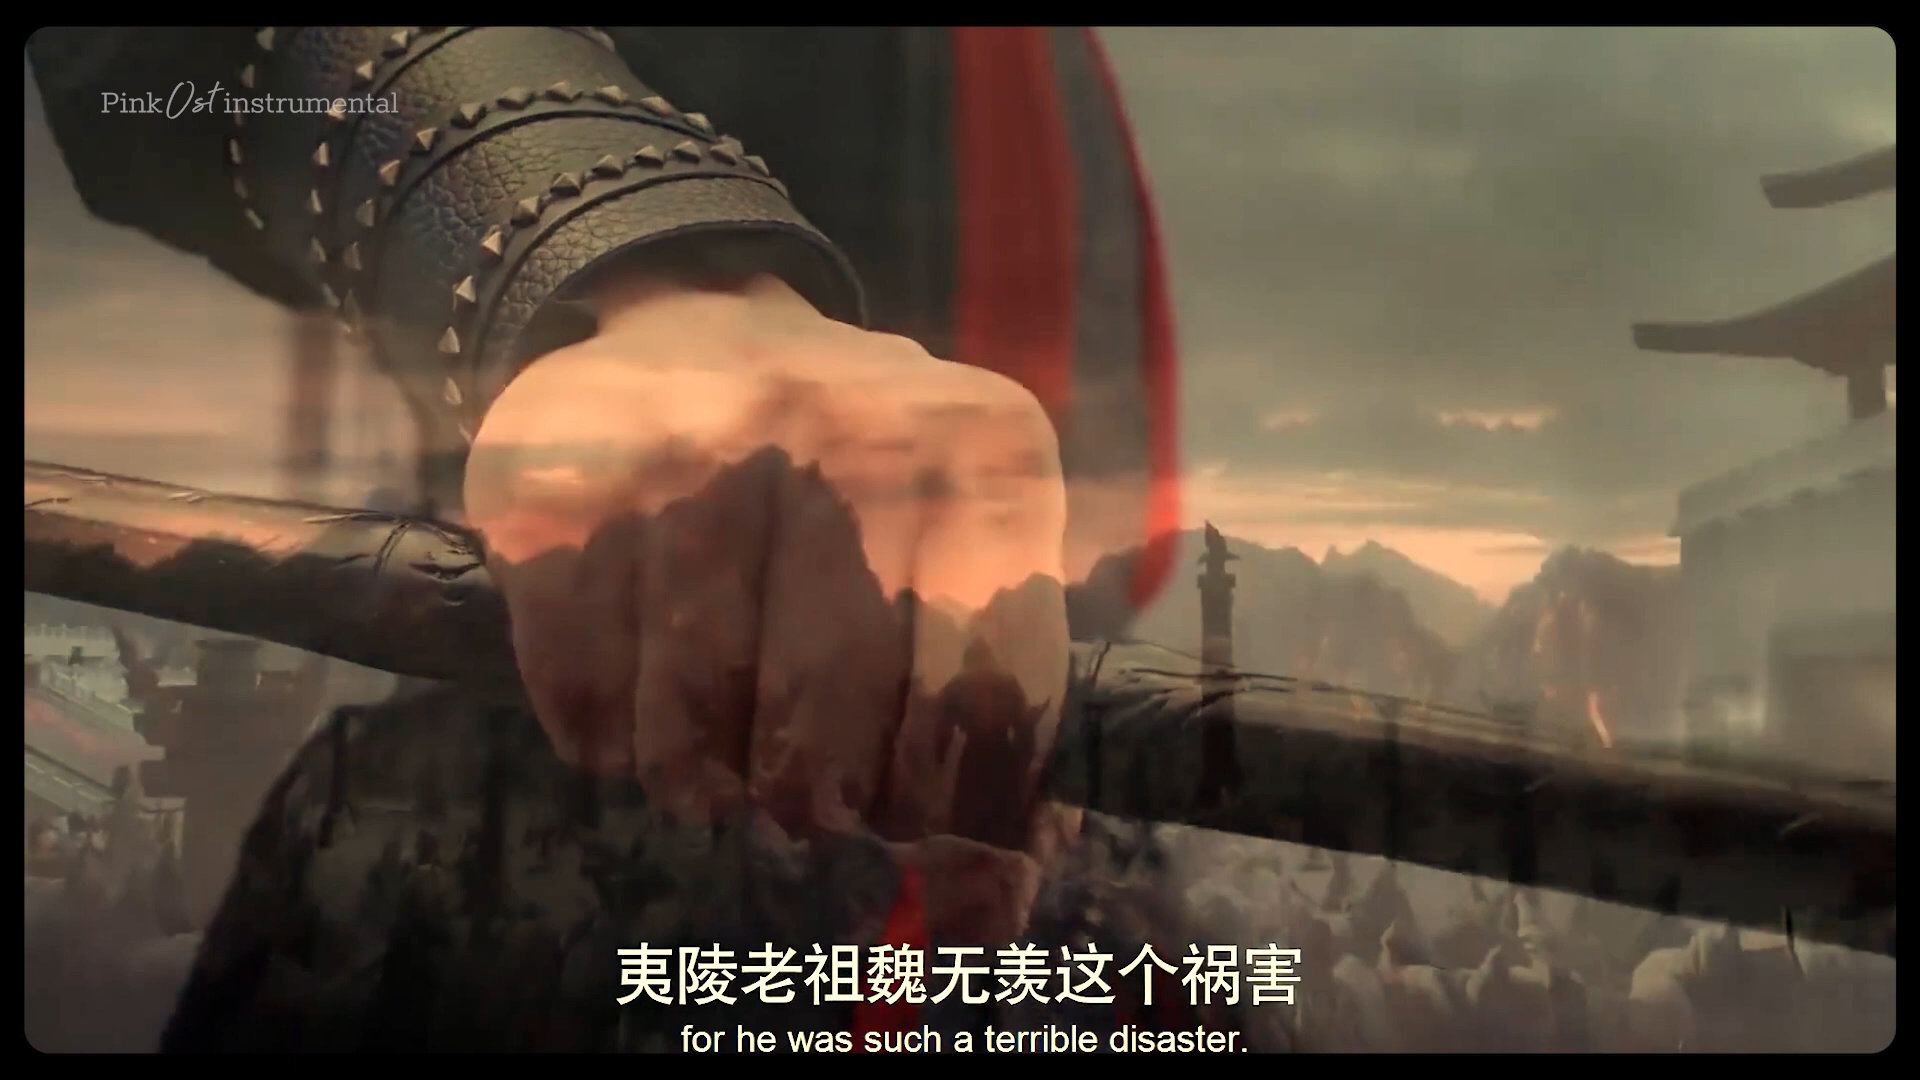 Pink Ost instrumental
夷陵老祖魏无羡这个祸害
for he was such a terrible disaster.